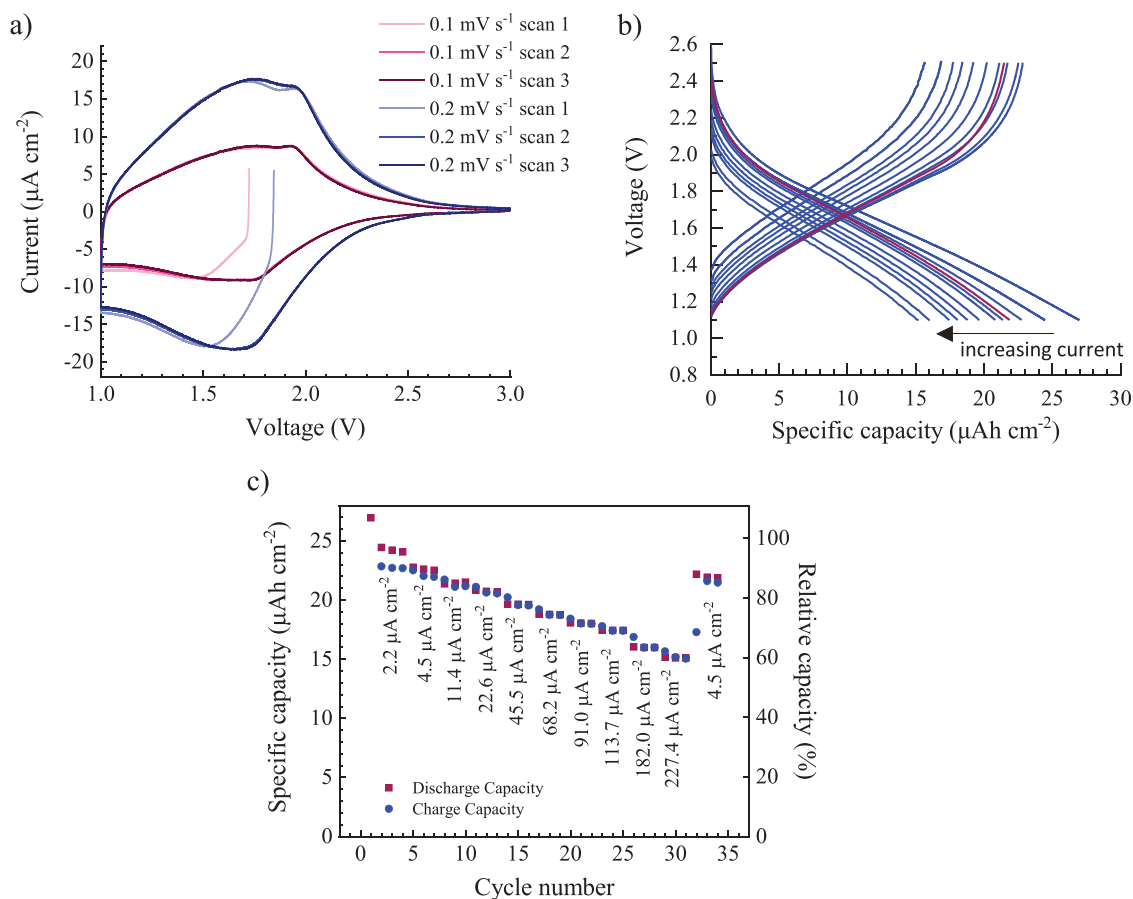 a)
Current (µA cm-2)
20
15
10
5
0
-5
-10
-15
-20
1.0 1.5 2.0 2.5 3.0
Voltage (V)
0.1 mV s-1 scan 1
0.1 mV s-1 scan 2
0.1 mV s-1 scan 3
0.2 mV s-1 scan 1
0.2 mV s-1 scan 2
0.2 mV s-1 scan 3
b)
Voltage (V)
2.6
2.4
2.2
2.0
1.8
1.6
1.4
1.2
1.0
0.8
increasing current
0 5 10 15 20 25 30
Specific capacity (µAh cm-2)
c)
Specific capacity (µAh cm-2)
25
20
15
10
5
0
2.2 µA cm-2
4.5 µA cm-2
11.4 µA cm-2
22.6 µA cm-2
45.5 µA cm-2
68.2 µA cm-2
91.0 µA cm-2
113.7 µA cm-2
182.0 µA cm-2
227.4 µA cm-2
4.5 µA cm-2
Discharge Capacity
Charge Capacity
0 5 10 15 20 25 30 35
Cycle number
100
80
60
40
20
0
Relative capacity (%)